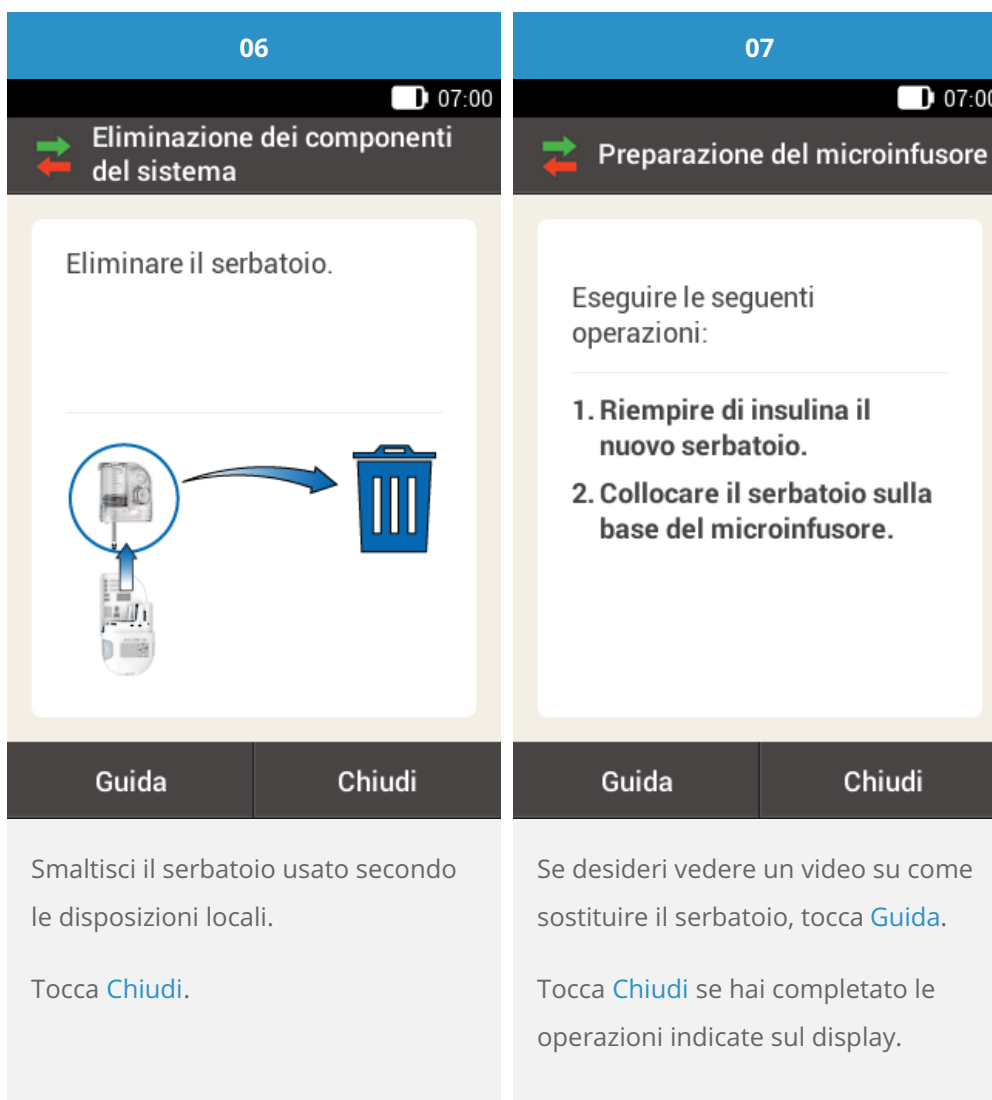 06
07:00
Eliminazione dei componenti
del sistema
Eliminare il serbatoio.
Guida
Chiudi
Smaltisci il serbatoio usato secondo
le disposizioni locali.
Tocca Chiudi.
07
07:00
Preparazione del microinfusore
Eseguire le seguenti
operazioni:
1. Riempire di insulina il
nuovo serbatoio.
2. Collocare il serbatoio sulla
base del microinfusore.
Guida
Chiudi
Se desideri vedere un video su come
sostituire il serbatoio, tocca Guida.
Tocca Chiudi se hai completato le
operazioni indicate sul display.